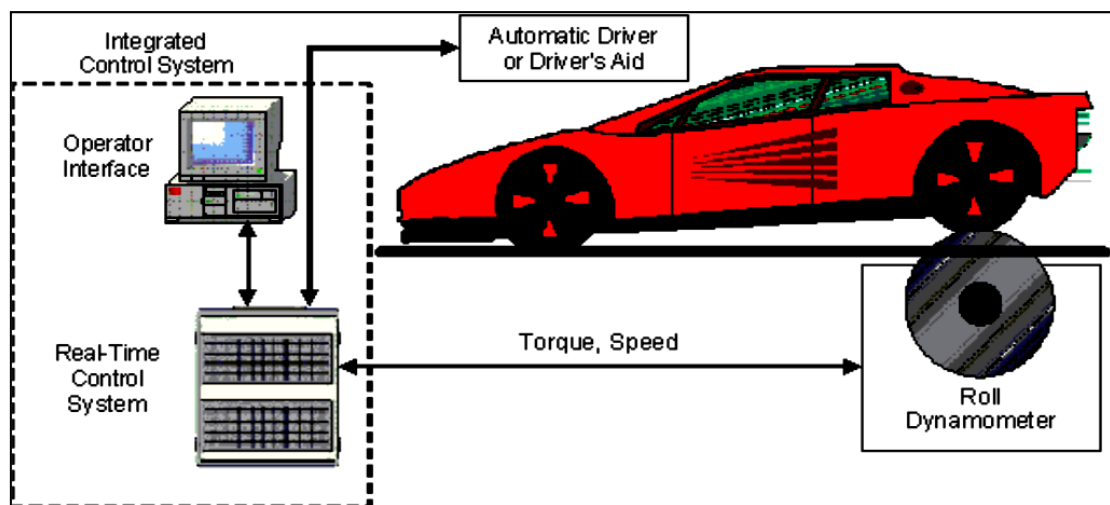 Integrated
Control System
Automatic Driver
or Driver's Aid
Operator
Interface
Real-Time
Control
System
Torque, Speed
Roll
Dynamometer